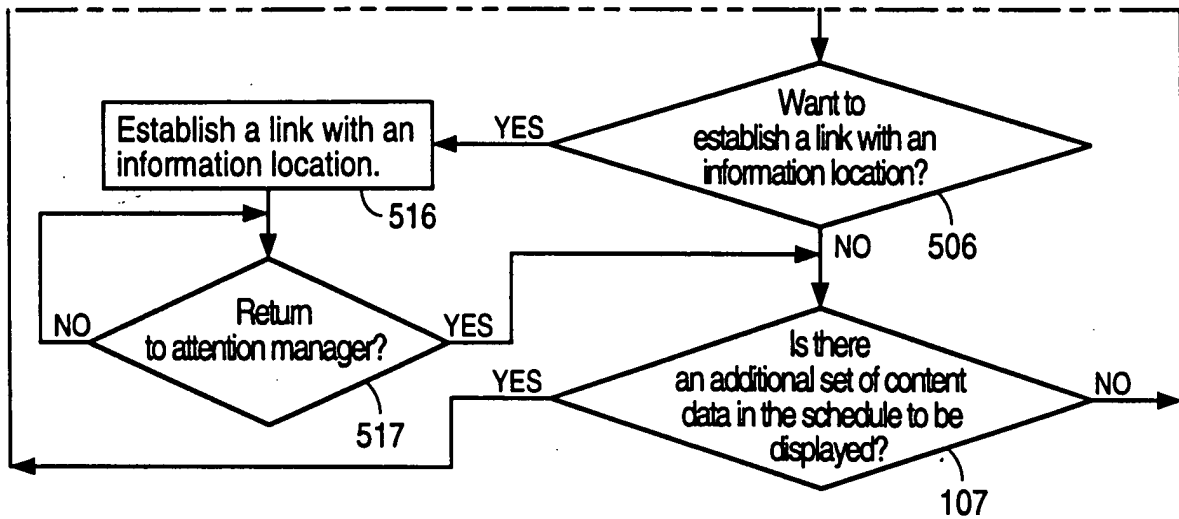 Want to
establish a link with an
information location?
YES
506
NO
Establish a link with an
information location.
516
Return
to attention manager?
NO
YES
517
Is there
an additional set of content
data in the schedule to be
displayed?
YES
NO
107